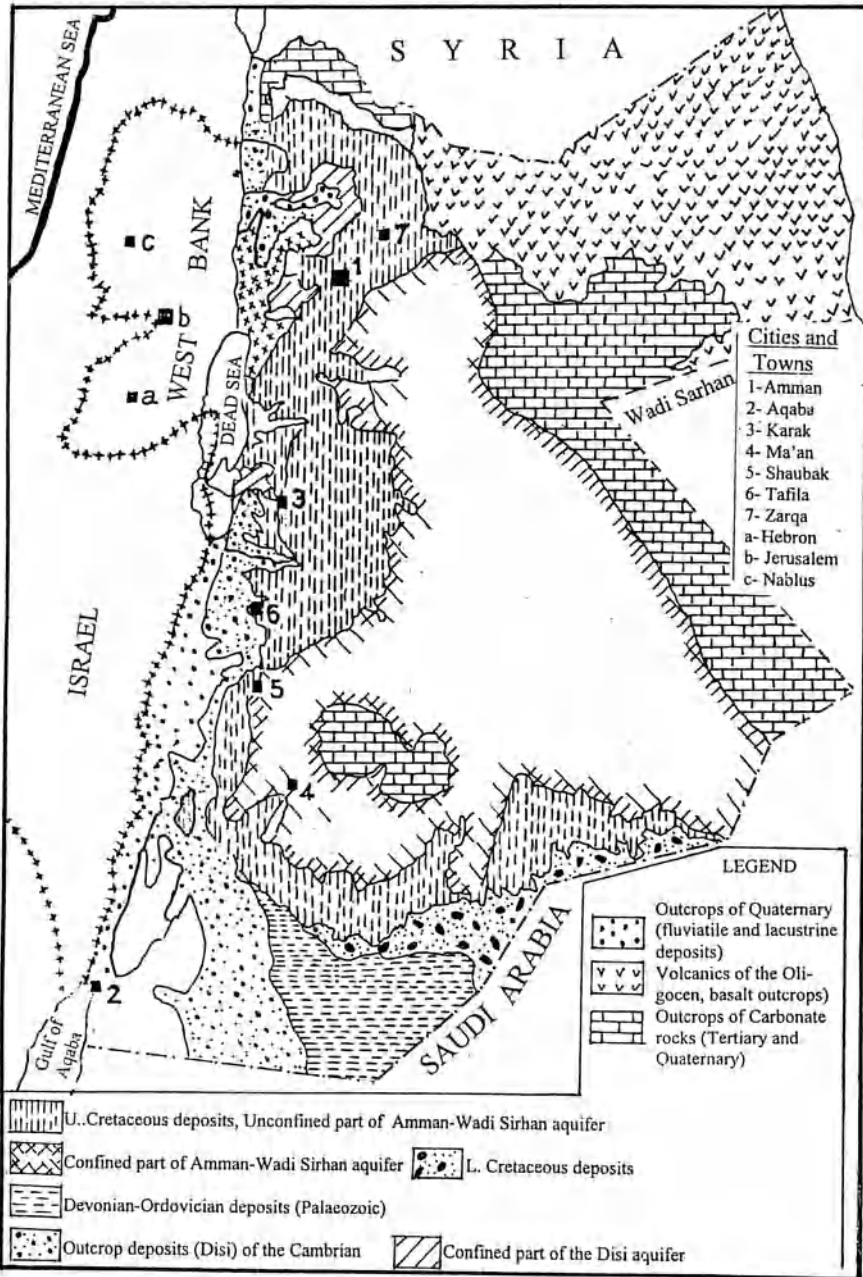 SYRIA
MEDITERRANEAN SEA
WEST BANK
DEAD SEA
ISRAEL
Gulf of
Aqaba
SAUDI ARABIA
Wadi Sarhan
c
b
a
7
1
3
6
5
4
2
Cities and
Towns
1- Amman
2- Aqaba
3- Karak
4- Ma'an
5- Shaubak
6- Tafila
7- Zarqa
a- Hebron
b- Jerusalem
c- Nablus
LEGEND
Outcrops of Quaternary
(fluviatile and lacustrine
deposits)
Volcanics of the Oli-
gocen, basalt outcrops)
Outcrops of Carbonate
rocks (Tertiary and
Quaternary)
U..Cretaceous deposits, Unconfined part of Amman-Wadi Sirhan aquifer
Confined part of Amman-Wadi Sirhan aquifer
L. Cretaceous deposits
Devonian-Ordovician deposits (Palaeozoic)
Outcrop deposits (Disi) of the Cambrian
Confined part of the Disi aquifer